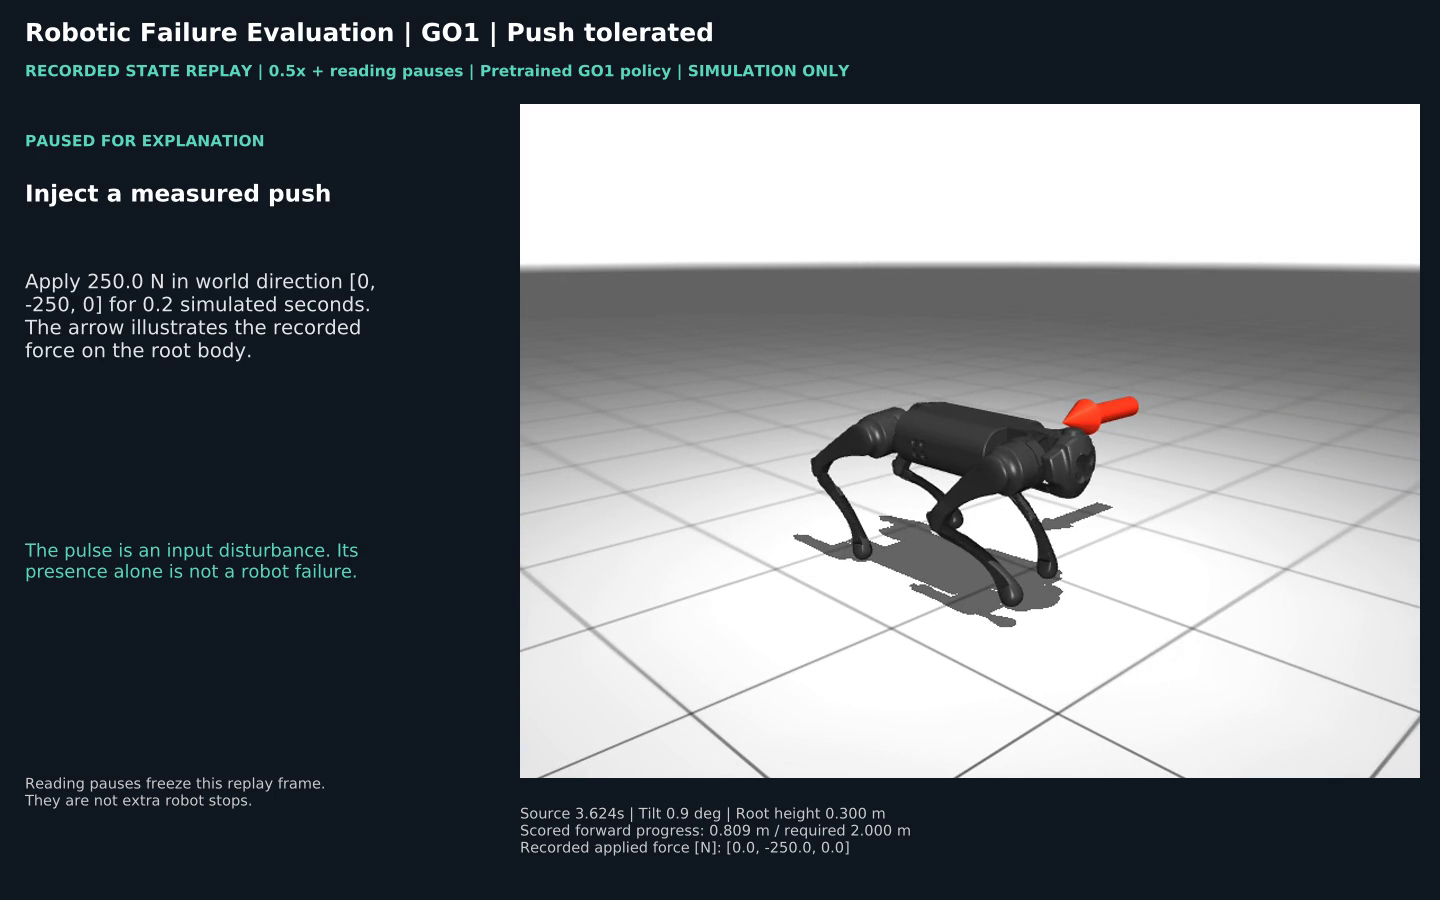 Robotic Failure Evaluation | GO1 | Push tolerated
RECORDED STATE REPLAY | 0.5x + reading pauses | Pretrained GO1 policy | SIMULATION ONLY
PAUSED FOR EXPLANATION
Inject a measured push
Apply 250.0 N in world direction [0,
-250, 0] for 0.2 simulated seconds.
The arrow illustrates the recorded
force on the root body.
The pulse is an input disturbance. Its
presence alone is not a robot failure.
Reading pauses freeze this replay frame.
They are not extra robot stops.
Source 3.624s | Tilt 0.9 deg | Root height 0.300 m
Scored forward progress: 0.809 m / required 2.000 m
Recorded applied force [N]: [0.0, -250.0, 0.0]